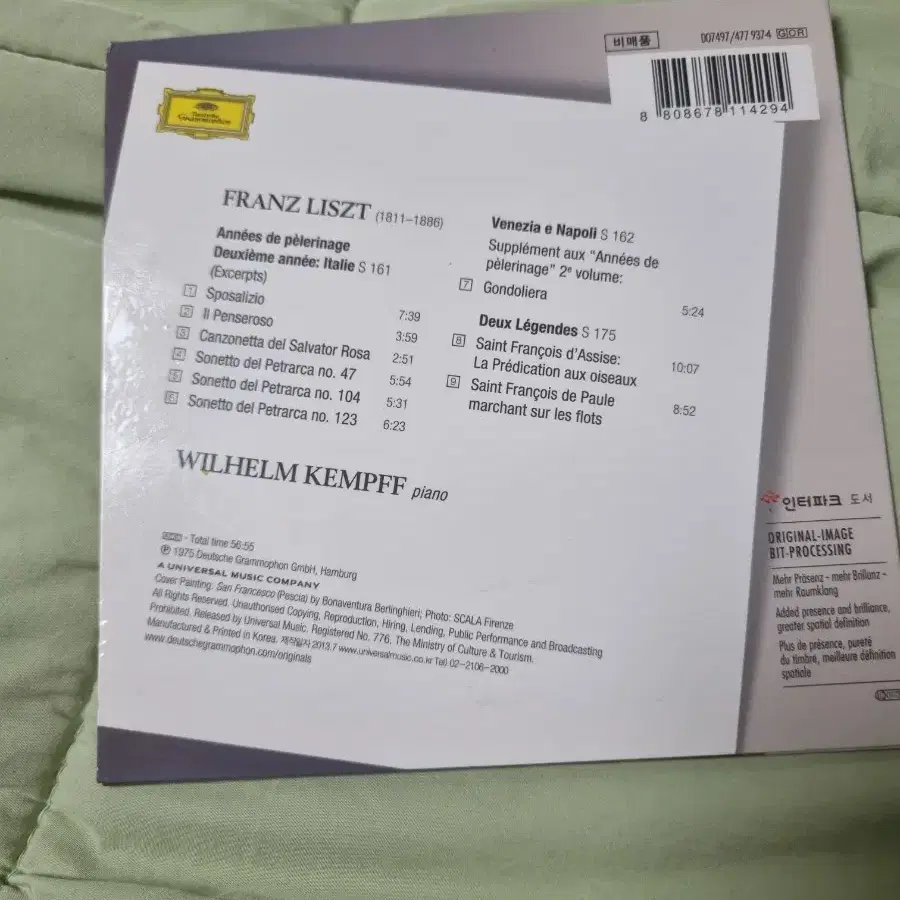 비매품
DO7497/477 9374 GOR
8 808678 114294
Deutsche
Grammophon
FRANZ LISZT (1811–1886)
Années de pèlerinage
Deuxième année: Italie S 161
(Excerpts)
1 Sposalizio 7:39
2 Il Penseroso 3:59
3 Canzonetta del Salvator Rosa 2:51
4 Sonetto del Petrarca no. 47 5:54
5 Sonetto del Petrarca no. 104 5:31
6 Sonetto del Petrarca no. 123 6:23
Venezia e Napoli S 162
Supplément aux "Années de
pèlerinage" 2e volume:
7 Gondoliera 5:24
Deux Légendes S 175
8 Saint François d'Assise:
La Prédication aux oiseaux 10:07
9 Saint François de Paule
marchant sur les flots 8:52
WILHELM KEMPFF piano
- Total time 56:55
℗ 1975 Deutsche Grammophon GmbH, Hamburg
A UNIVERSAL MUSIC COMPANY
Cover Painting: San Francesco (Pescia) by Bonaventura Berlinghieri; Photo: SCALA Firenze
All Rights Reserved. Unauthorised Copying, Reproduction, Hiring, Lending, Public Performance and Broadcasting
Prohibited. Released by Universal Music. Registered No. 776. The Ministry of Culture & Tourism.
Manufactured & Printed in Korea. 제작일자 2013.7 www.universalmusic.co.kr Tel) 02-2106-2000
www.deutschegrammophon.com/originals
인터파크 도서
ORIGINAL-IMAGE
BIT-PROCESSING
Mehr Präsenz – mehr Brillanz –
mehr Raumklang
Added presence and brilliance,
greater spatial definition
Plus de présence, pureté
du timbre, meilleure définition
spatiale